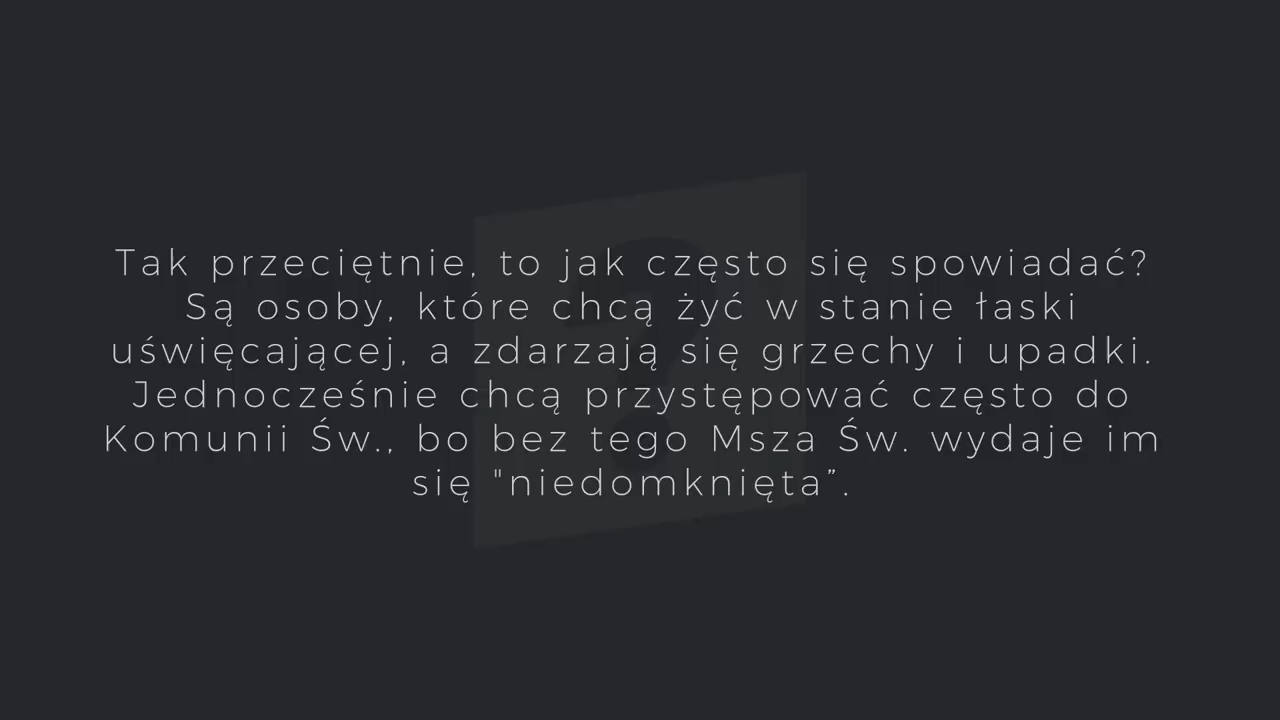 Tak przeciętnie, to jak często się spowiadać?
Są osoby, które chcą żyć w stanie łaski
uświęcającej, a zdarzają się grzechy i upadki.
Jednocześnie chcą przystępować często do
Komunii Św., bo bez tego Msza Św. wydaje im
się "niedomknięta”.